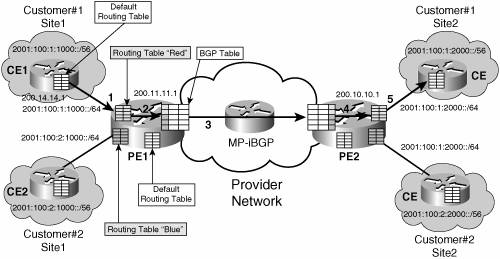 Customer#1
Site1
Default
Routing Table
2001:100:1:1000::/56
CE1
200.14.14.1
2001:100:1:1000::/64
1
Routing Table "Red"
BGP Table
200.11.11.1
2
3
MP-iBGP
200.10.10.1
4
5
Customer#1
Site2
2001:100:1:2000::/56
CE
2001:100:1:2000::/64
2001:100:2:1000::/64
PE1
PE2
2001:100:1:2000::/64
Provider
Network
CE2
2001:100:2:1000::/56
Customer#2
Site1
Default
Routing Table
Routing Table "Blue"
CE
2001:100:2:2000::/56
Customer#2
Site2